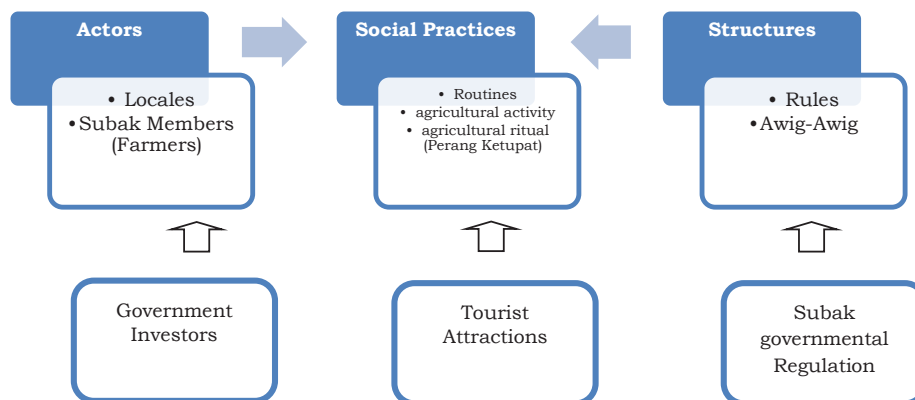 Actors
• Locales
• Subak Members
(Farmers)
Social Practices
• Routines
• agricultural activity
• agricultural ritual
(Perang Ketupat)
Structures
• Rules
• Awig-Awig
Government
Investors
Tourist
Attractions
Subak
governmental
Regulation